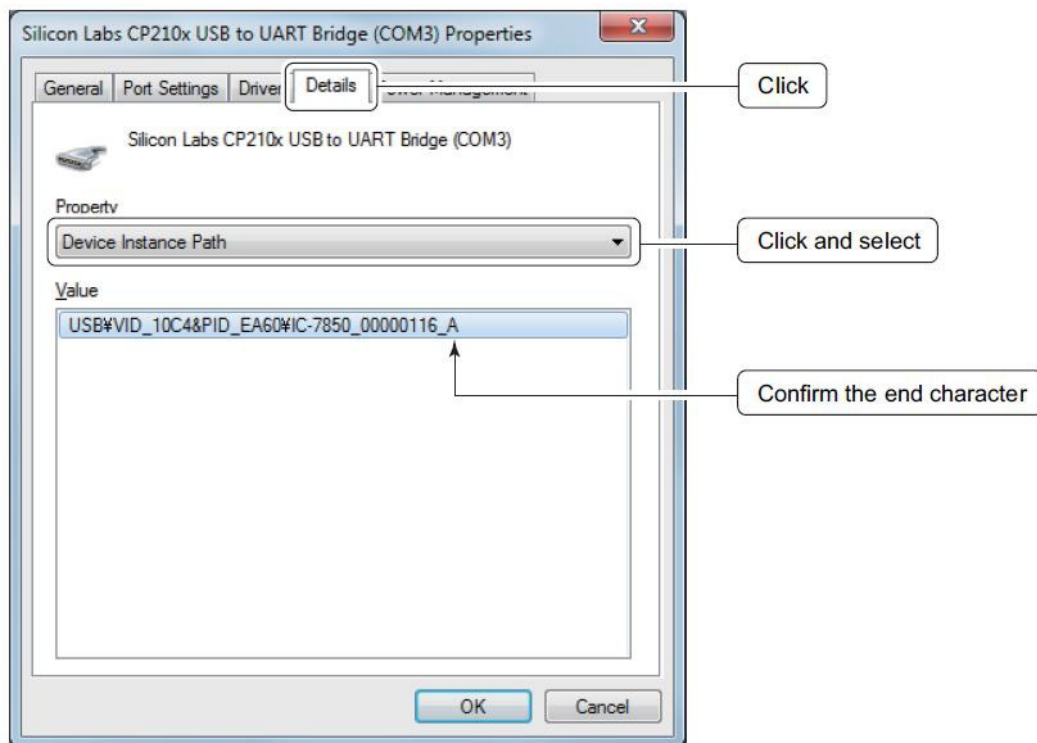 Silicon Labs CP210x USB to UART Bridge (COM3) Properties
General Port Settings Driver Details Power Management
Click
Silicon Labs CP210x USB to UART Bridge (COM3)
Property
Device Instance Path
Click and select
Value
USB¥VID_10C4&PID_EA60¥IC-7850_00000116_A
Confirm the end character
OK Cancel